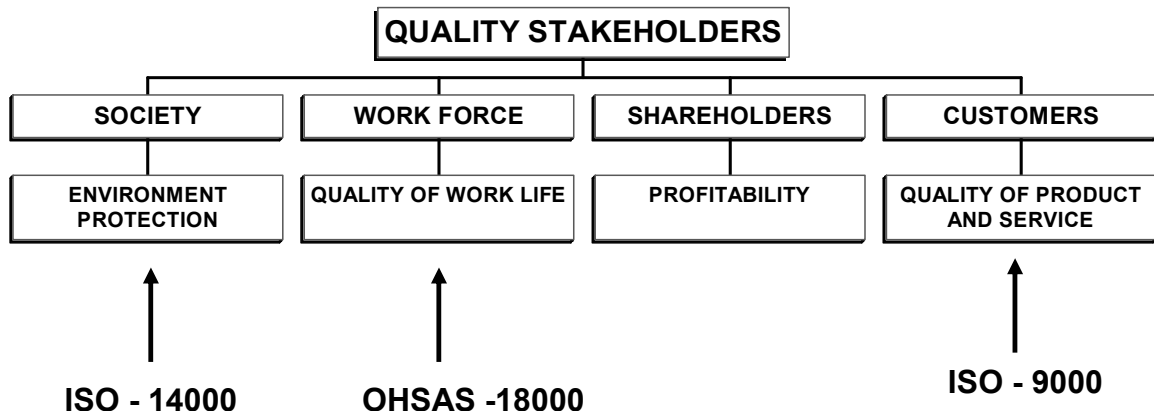 QUALITY STAKEHOLDERS
SOCIETY
WORK FORCE
SHAREHOLDERS
CUSTOMERS
ENVIRONMENT
PROTECTION
QUALITY OF WORK LIFE
PROFITABILITY
QUALITY OF PRODUCT
AND SERVICE
ISO - 14000
OHSAS -18000
ISO - 9000